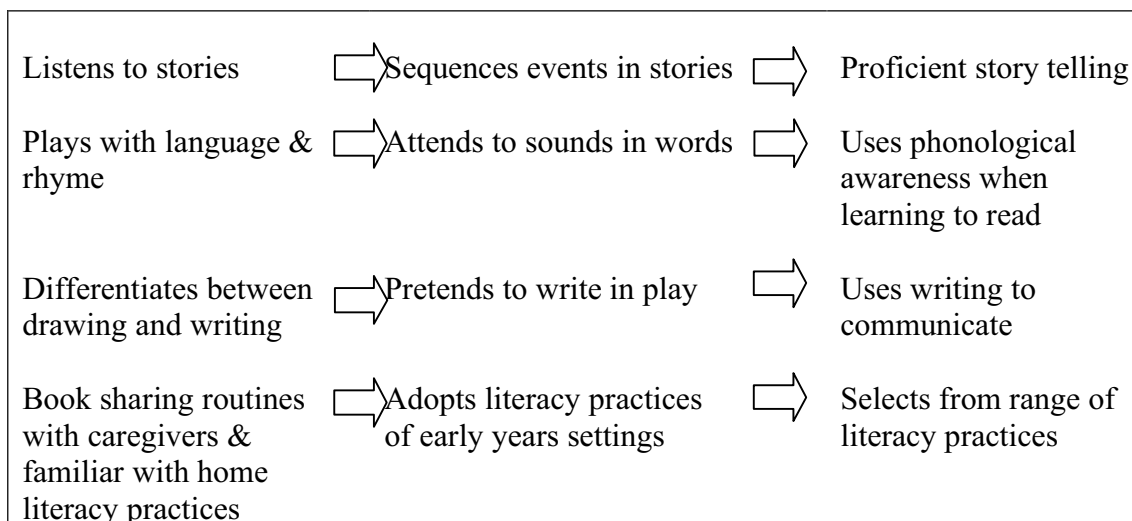 Listens to stories
Sequences events in stories
Proficient story telling
Plays with language &
rhyme
Attends to sounds in words
Uses phonological
awareness when
learning to read
Differentiates between
drawing and writing
Pretends to write in play
Uses writing to
communicate
Book sharing routines
with caregivers &
familiar with home
literacy practices
Adopts literacy practices
of early years settings
Selects from range of
literacy practices